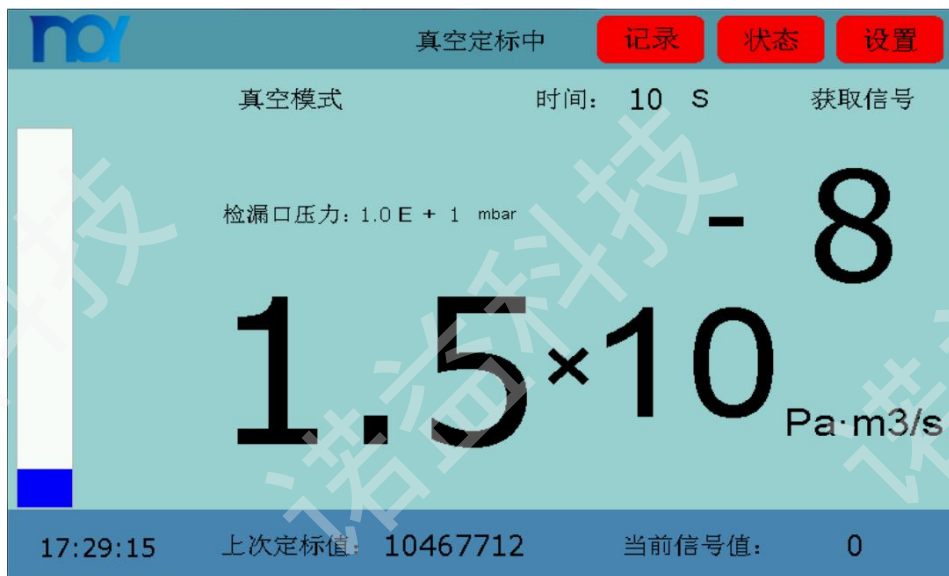 noy 真空定标中 记录 状态 设置
真空模式 时间: 10 S 获取信号
检漏口压力: 1.0 E + 1 mbar
1.5×10 - 8 Pa·m3/s
17:29:15 上次定标值: 10467712 当前信号值: 0
诺益科技